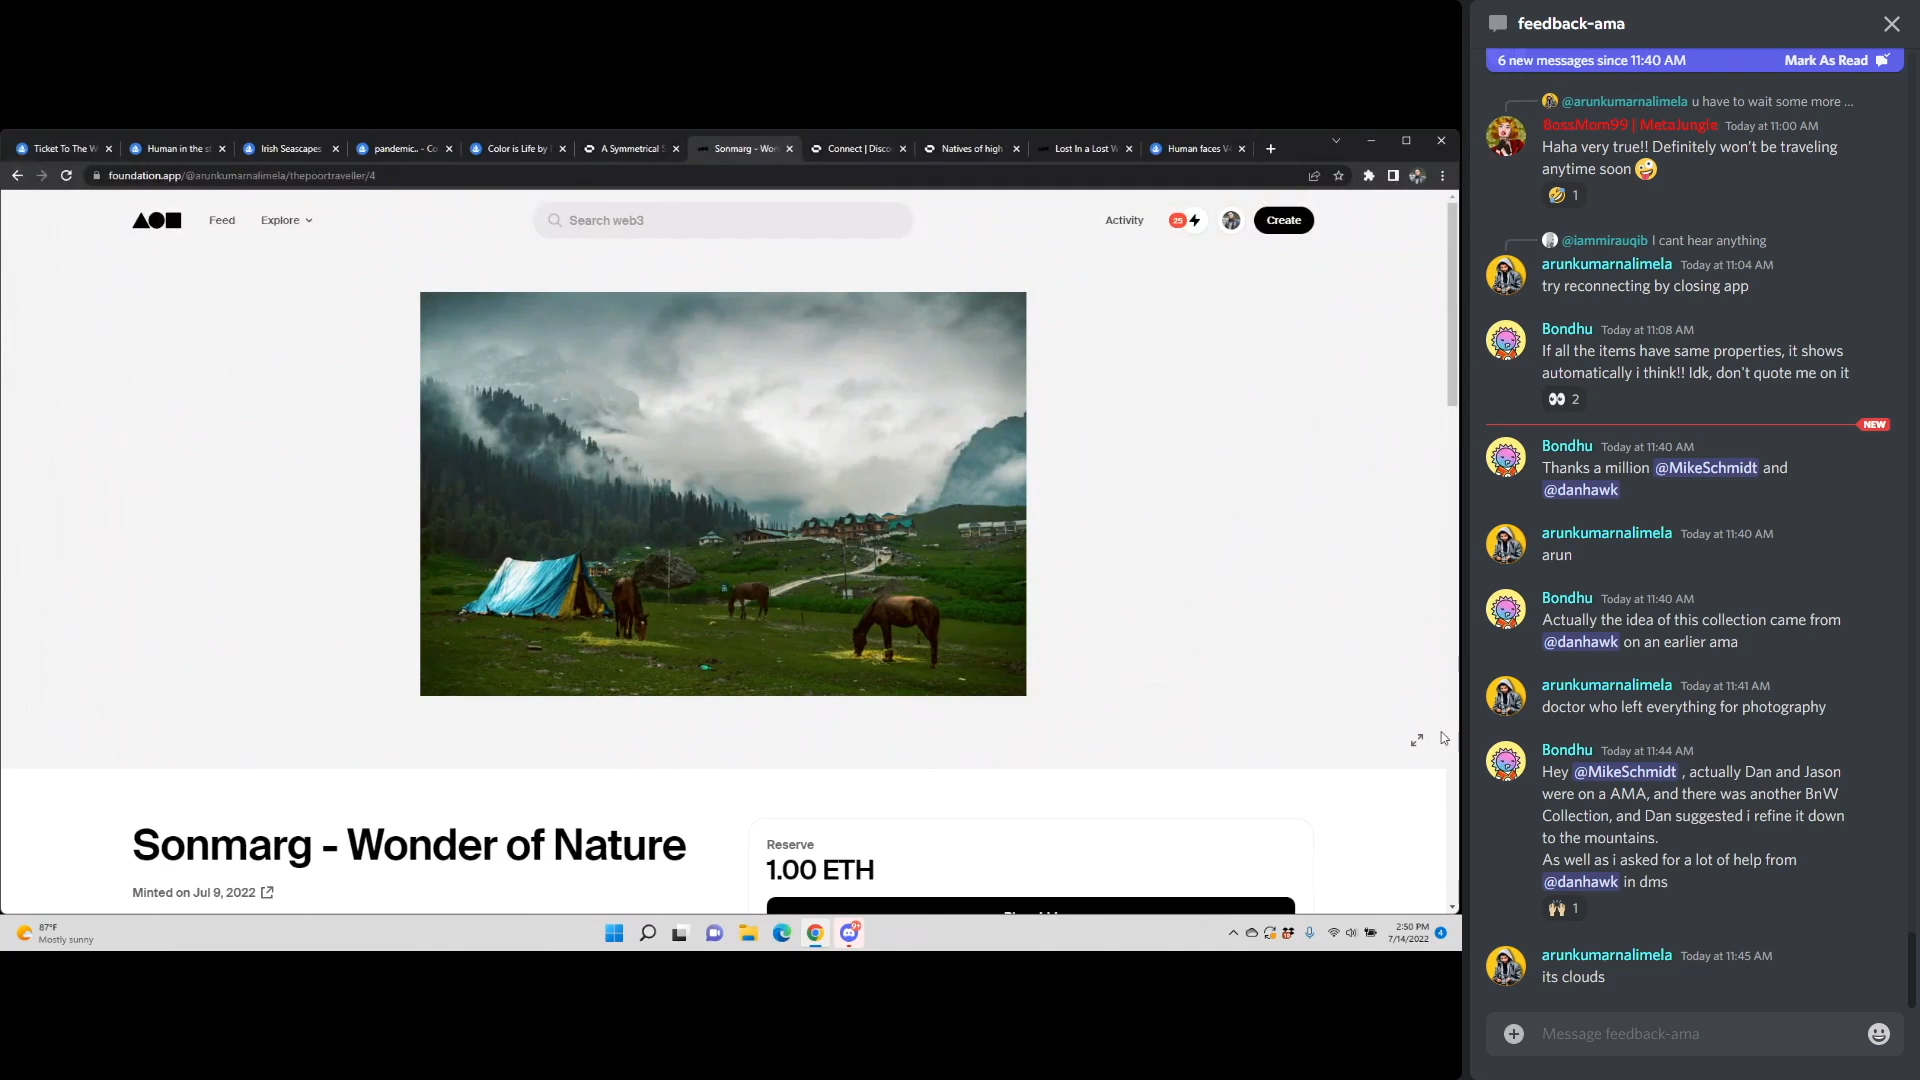 Ticket To The W
Human in the st
Irish Seascapes
pandemic.. - Co
Color is Life by
A Symmetrical S
Sonmarg - Won
Connect | Disco
Natives of high
Lost In a Lost W
Human faces V
foundation.app/@arunkumarnalimela/thepoortraveller/4
Feed
Explore
Search web3
Activity
25
Create
Sonmarg - Wonder of Nature
Minted on Jul 9, 2022
Reserve
1.00 ETH
87°F
Mostly sunny
2:50 PM
7/14/2022
4
feedback-ama
6 new messages since 11:40 AM
Mark As Read
@arunkumarnalimela u have to wait some more ...
BossMom99 | MetaJungle Today at 11:00 AM
Haha very true!! Definitely won't be traveling
anytime soon
1
@iammirauqib I cant hear anything
arunkumarnalimela Today at 11:04 AM
try reconnecting by closing app
Bondhu Today at 11:08 AM
If all the items have same properties, it shows
automatically i think!! Idk, don't quote me on it
2
NEW
Bondhu Today at 11:40 AM
Thanks a million @MikeSchmidt and
@danhawk
arunkumarnalimela Today at 11:40 AM
arun
Bondhu Today at 11:40 AM
Actually the idea of this collection came from
@danhawk on an earlier ama
arunkumarnalimela Today at 11:41 AM
doctor who left everything for photography
Bondhu Today at 11:44 AM
Hey @MikeSchmidt , actually Dan and Jason
were on a AMA, and there was another BnW
Collection, and Dan suggested i refine it down
to the mountains.
As well as i asked for a lot of help from
@danhawk in dms
1
arunkumarnalimela Today at 11:45 AM
its clouds
Message feedback-ama